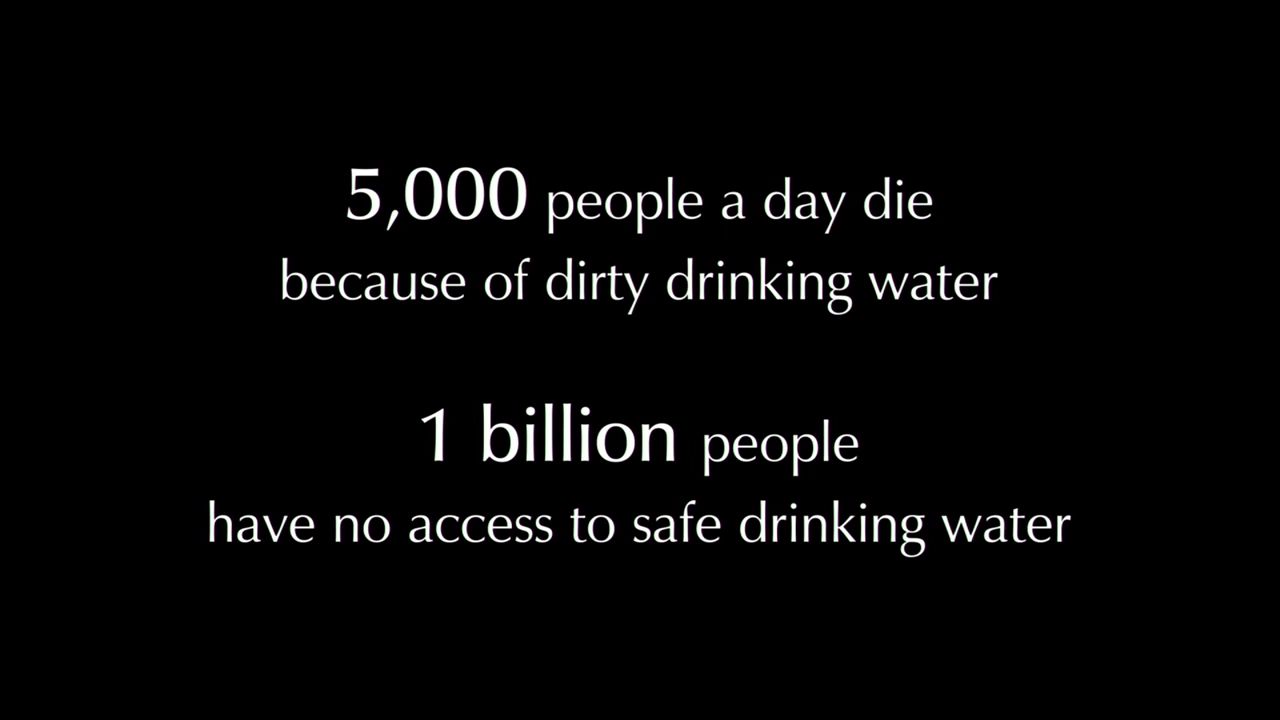 5,000 people a day die
because of dirty drinking water
1 billion people
have no access to safe drinking water